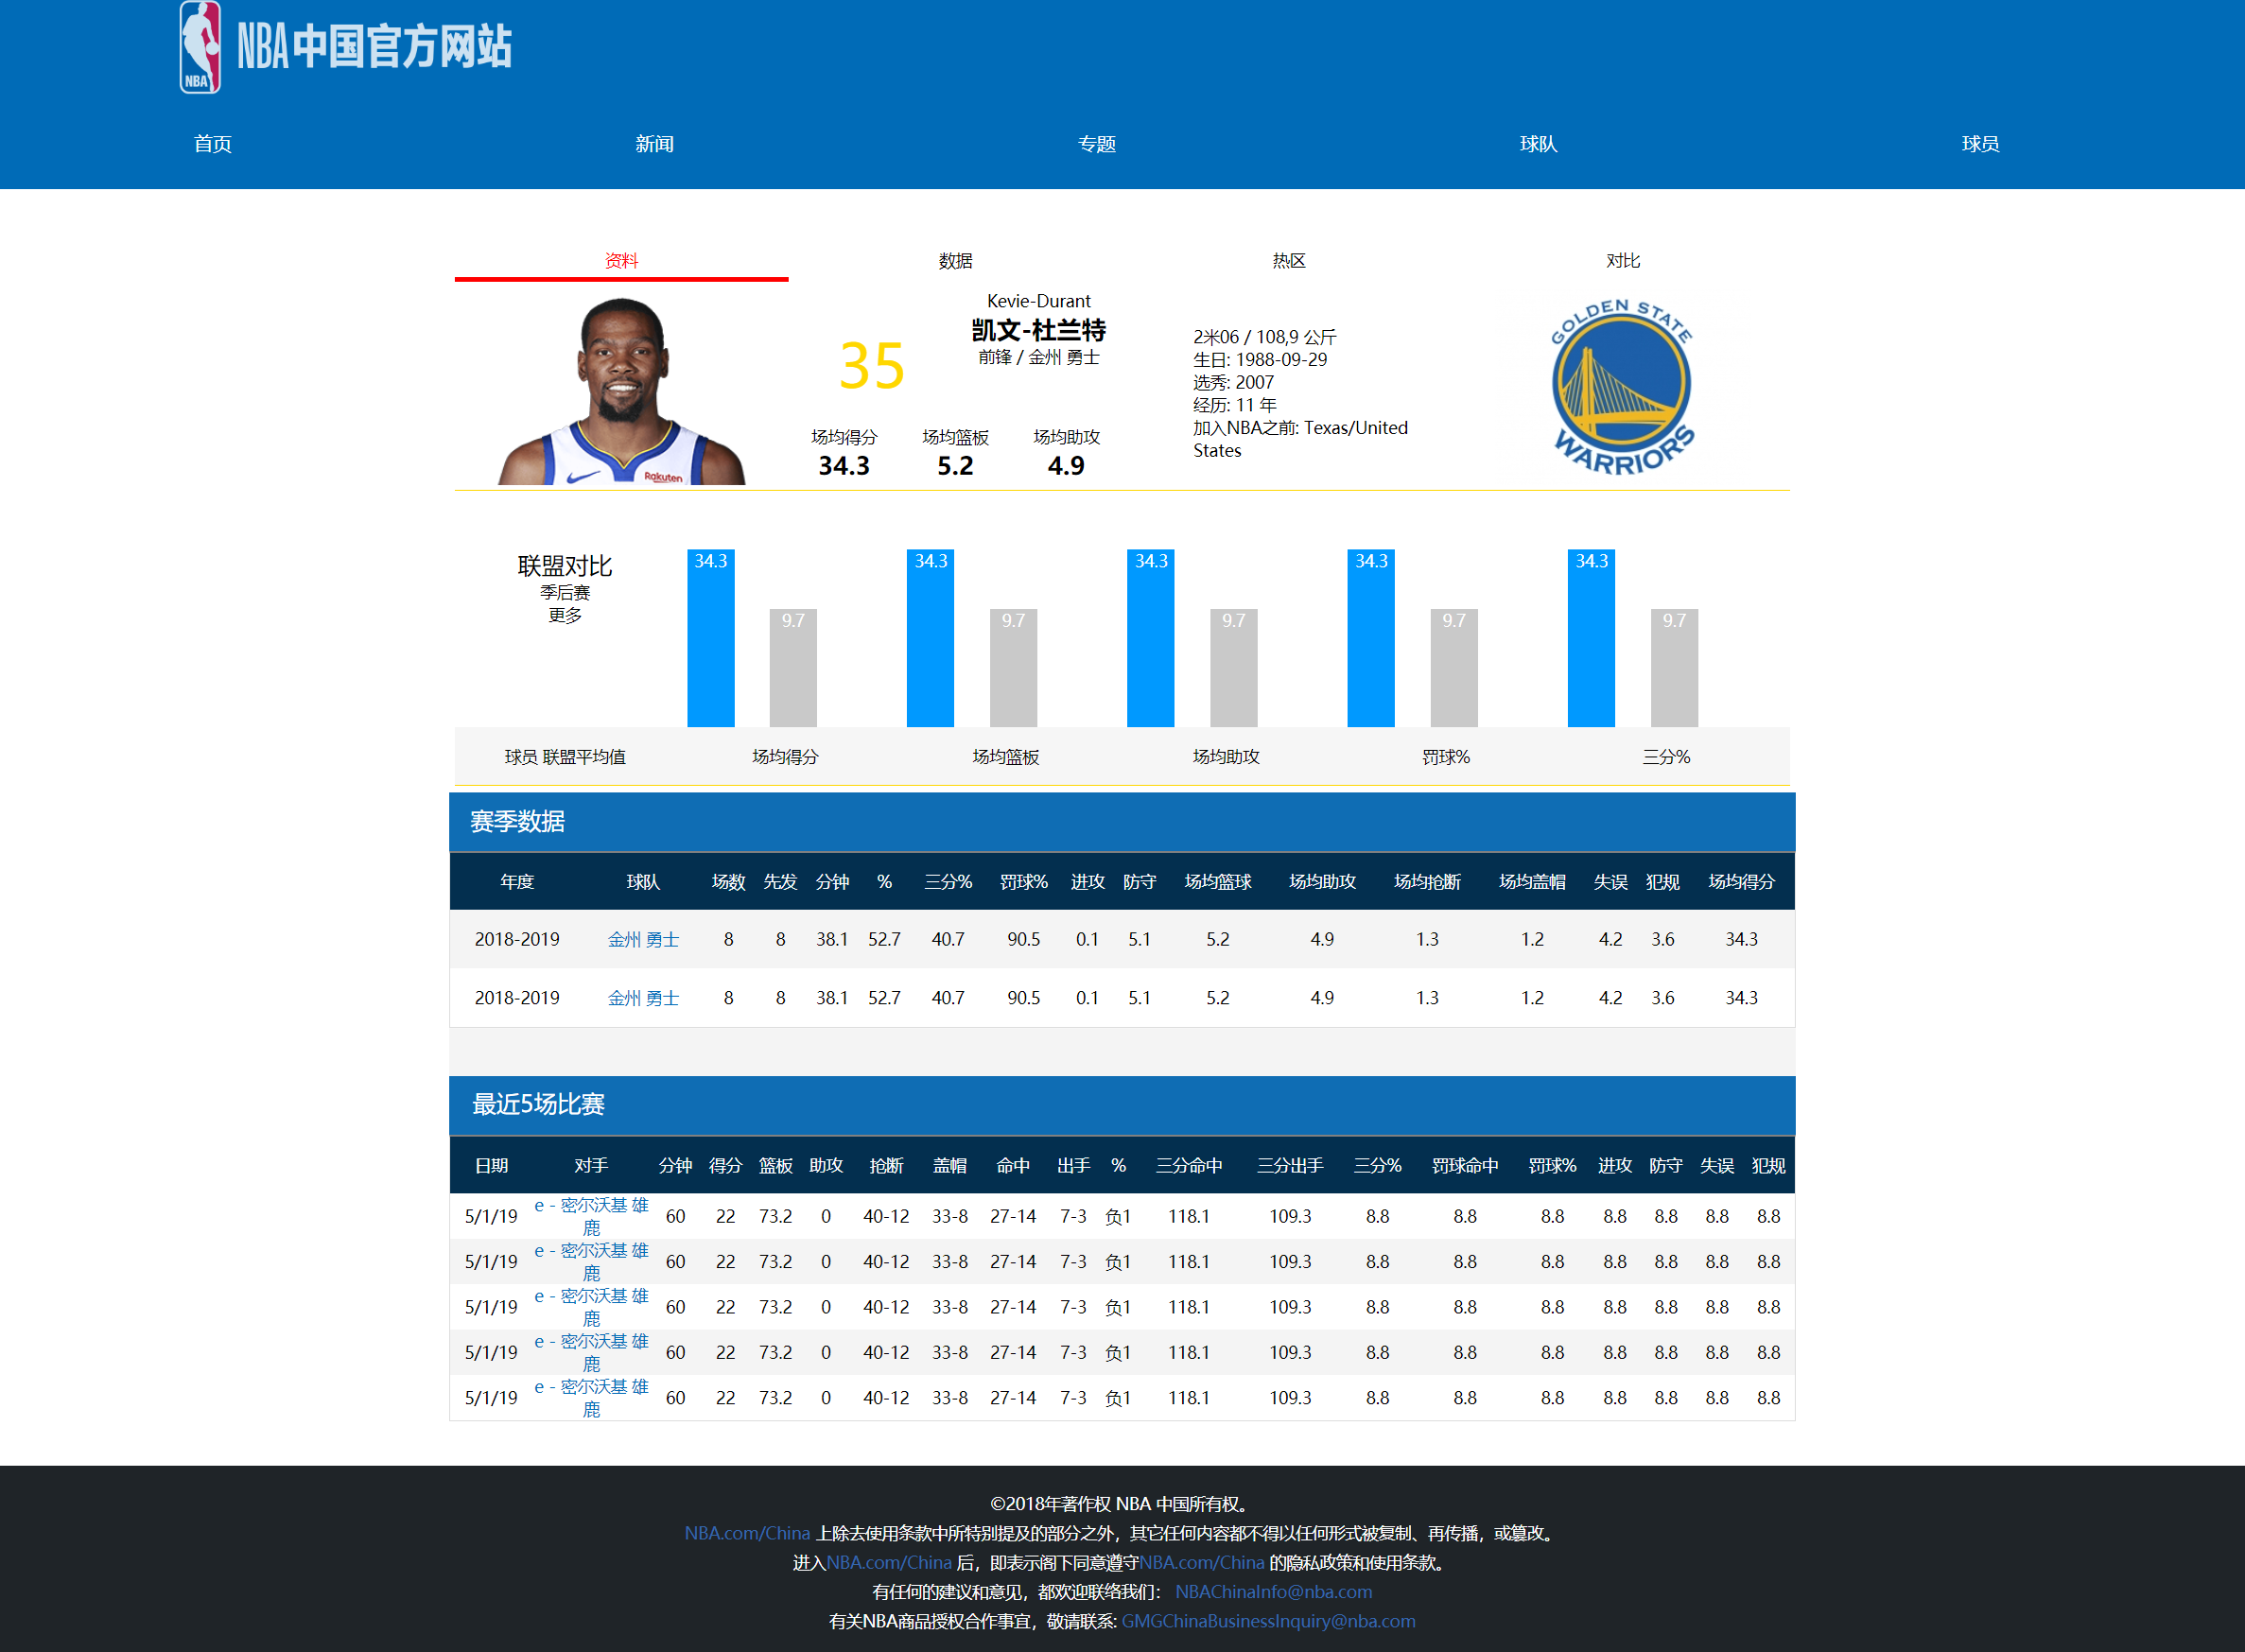 NBA
NBA中国官方网站
首页 新闻 专题 球队 球员
资料 数据 热区 对比
Kevie-Durant
凯文-杜兰特
前锋 / 金州 勇士
35
场均得分 场均篮板 场均助攻
34.3 5.2 4.9
Rakuten
2米06 / 108,9 公斤
生日: 1988-09-29
选秀: 2007
经历: 11 年
加入NBA之前: Texas/United
States
GOLDEN STATE
WARRIORS
联盟对比
季后赛
更多
34.3 9.7 34.3 9.7 34.3 9.7 34.3 9.7 34.3 9.7
球员 联盟平均值 场均得分 场均篮板 场均助攻 罚球% 三分%
赛季数据
年度 球队 场数 先发 分钟 % 三分% 罚球% 进攻 防守 场均篮球 场均助攻 场均抢断 场均盖帽 失误 犯规 场均得分
2018-2019 金州 勇士 8 8 38.1 52.7 40.7 90.5 0.1 5.1 5.2 4.9 1.3 1.2 4.2 3.6 34.3
2018-2019 金州 勇士 8 8 38.1 52.7 40.7 90.5 0.1 5.1 5.2 4.9 1.3 1.2 4.2 3.6 34.3
最近5场比赛
日期 对手 分钟 得分 篮板 助攻 抢断 盖帽 命中 出手 % 三分命中 三分出手 三分% 罚球命中 罚球% 进攻 防守 失误 犯规
5/1/19 e - 密尔沃基 雄鹿 60 22 73.2 0 40-12 33-8 27-14 7-3 负1 118.1 109.3 8.8 8.8 8.8 8.8 8.8 8.8 8.8
5/1/19 e - 密尔沃基 雄鹿 60 22 73.2 0 40-12 33-8 27-14 7-3 负1 118.1 109.3 8.8 8.8 8.8 8.8 8.8 8.8 8.8
5/1/19 e - 密尔沃基 雄鹿 60 22 73.2 0 40-12 33-8 27-14 7-3 负1 118.1 109.3 8.8 8.8 8.8 8.8 8.8 8.8 8.8
5/1/19 e - 密尔沃基 雄鹿 60 22 73.2 0 40-12 33-8 27-14 7-3 负1 118.1 109.3 8.8 8.8 8.8 8.8 8.8 8.8 8.8
5/1/19 e - 密尔沃基 雄鹿 60 22 73.2 0 40-12 33-8 27-14 7-3 负1 118.1 109.3 8.8 8.8 8.8 8.8 8.8 8.8 8.8
©2018年著作权 NBA 中国所有权。
NBA.com/China 上除去使用条款中所特别提及的部分之外，其它任何内容都不得以任何形式被复制、再传播，或篡改。
进入NBA.com/China 后，即表示阁下同意遵守NBA.com/China 的隐私政策和使用条款。
有任何的建议和意见，都欢迎联络我们： NBAChinaInfo@nba.com
有关NBA商品授权合作事宜，敬请联系: GMGChinaBusinessInquiry@nba.com